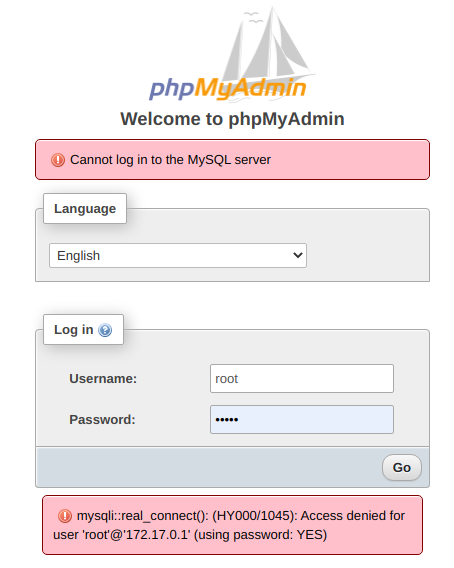 phpMyAdmin
Welcome to phpMyAdmin
Cannot log in to the MySQL server
Language
English
Log in
Username:
root
Password:
•••••
Go
mysqli::real_connect(): (HY000/1045): Access denied for
user 'root'@'172.17.0.1' (using password: YES)